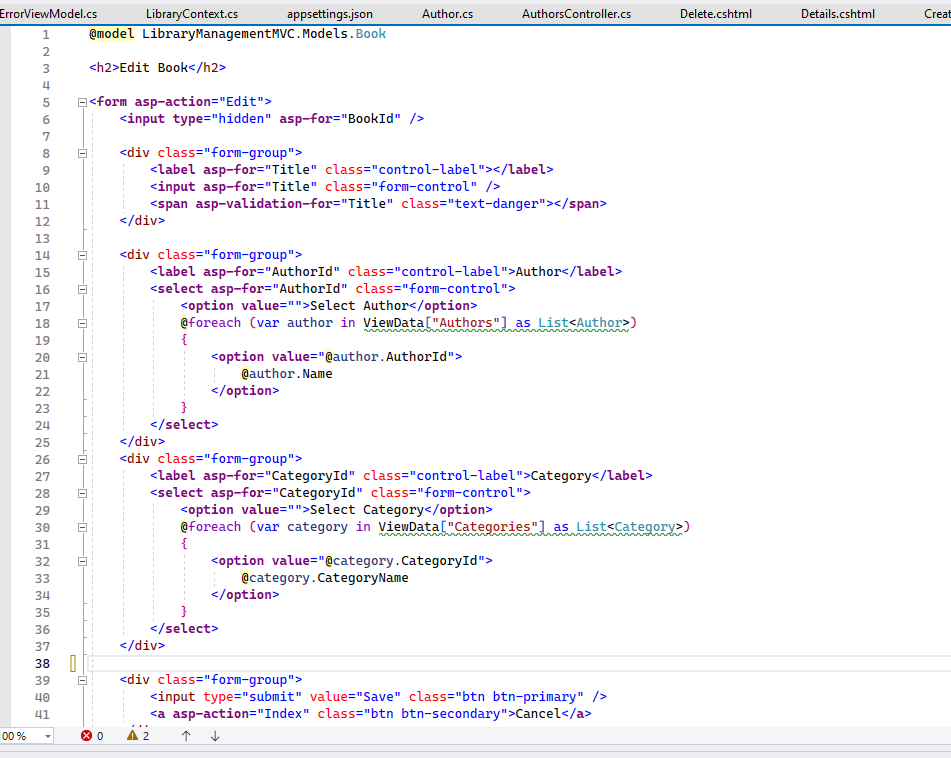 ErrorViewModel.cs LibraryContext.cs appsettings.json Author.cs AuthorsController.cs Delete.cshtml Details.cshtml Creat
1 @model LibraryManagementMVC.Models.Book
2
3 <h2>Edit Book</h2>
4
5 <form asp-action="Edit">
6 <input type="hidden" asp-for="BookId" />
7
8 <div class="form-group">
9 <label asp-for="Title" class="control-label"></label>
10 <input asp-for="Title" class="form-control" />
11 <span asp-validation-for="Title" class="text-danger"></span>
12 </div>
13
14 <div class="form-group">
15 <label asp-for="AuthorId" class="control-label">Author</label>
16 <select asp-for="AuthorId" class="form-control">
17 <option value="">Select Author</option>
18 @foreach (var author in ViewData["Authors"] as List<Author>)
19 {
20 <option value="@author.AuthorId">
21 @author.Name
22 </option>
23 }
24 </select>
25 </div>
26 <div class="form-group">
27 <label asp-for="CategoryId" class="control-label">Category</label>
28 <select asp-for="CategoryId" class="form-control">
29 <option value="">Select Category</option>
30 @foreach (var category in ViewData["Categories"] as List<Category>)
31 {
32 <option value="@category.CategoryId">
33 @category.CategoryName
34 </option>
35 }
36 </select>
37 </div>
38
39 <div class="form-group">
40 <input type="submit" value="Save" class="btn btn-primary" />
41 <a asp-action="Index" class="btn btn-secondary">Cancel</a>
00 % 0 2